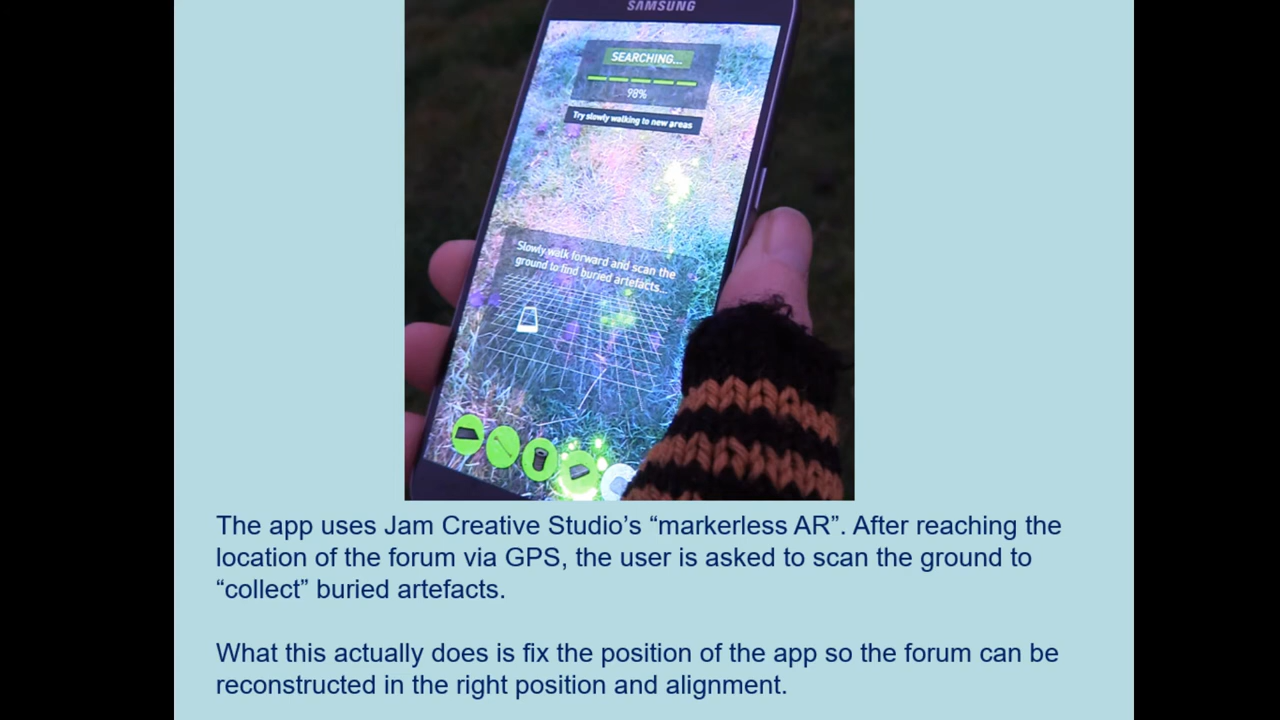 SAMSUNG
SEARCHING...
98%
Try slowly walking to new areas
Slowly walk forward and scan the
ground to find buried artefacts
The app uses Jam Creative Studio’s “markerless AR”. After reaching the
location of the forum via GPS, the user is asked to scan the ground to
“collect” buried artefacts.
What this actually does is fix the position of the app so the forum can be
reconstructed in the right position and alignment.